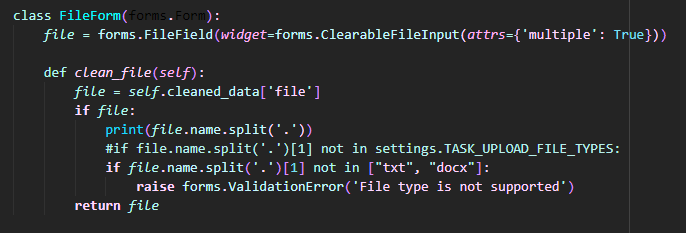 class FileForm(forms.Form):
    file = forms.FileField(widget=forms.ClearableFileInput(attrs={'multiple': True}))
    def clean_file(self):
        file = self.cleaned_data['file']
        if file:
            print(file.name.split('.'))
            #if file.name.split('.')[1] not in settings.TASK_UPLOAD_FILE_TYPES:
            if file.name.split('.')[1] not in ["txt", "docx"]:
                raise forms.ValidationError('File type is not supported')
        return file